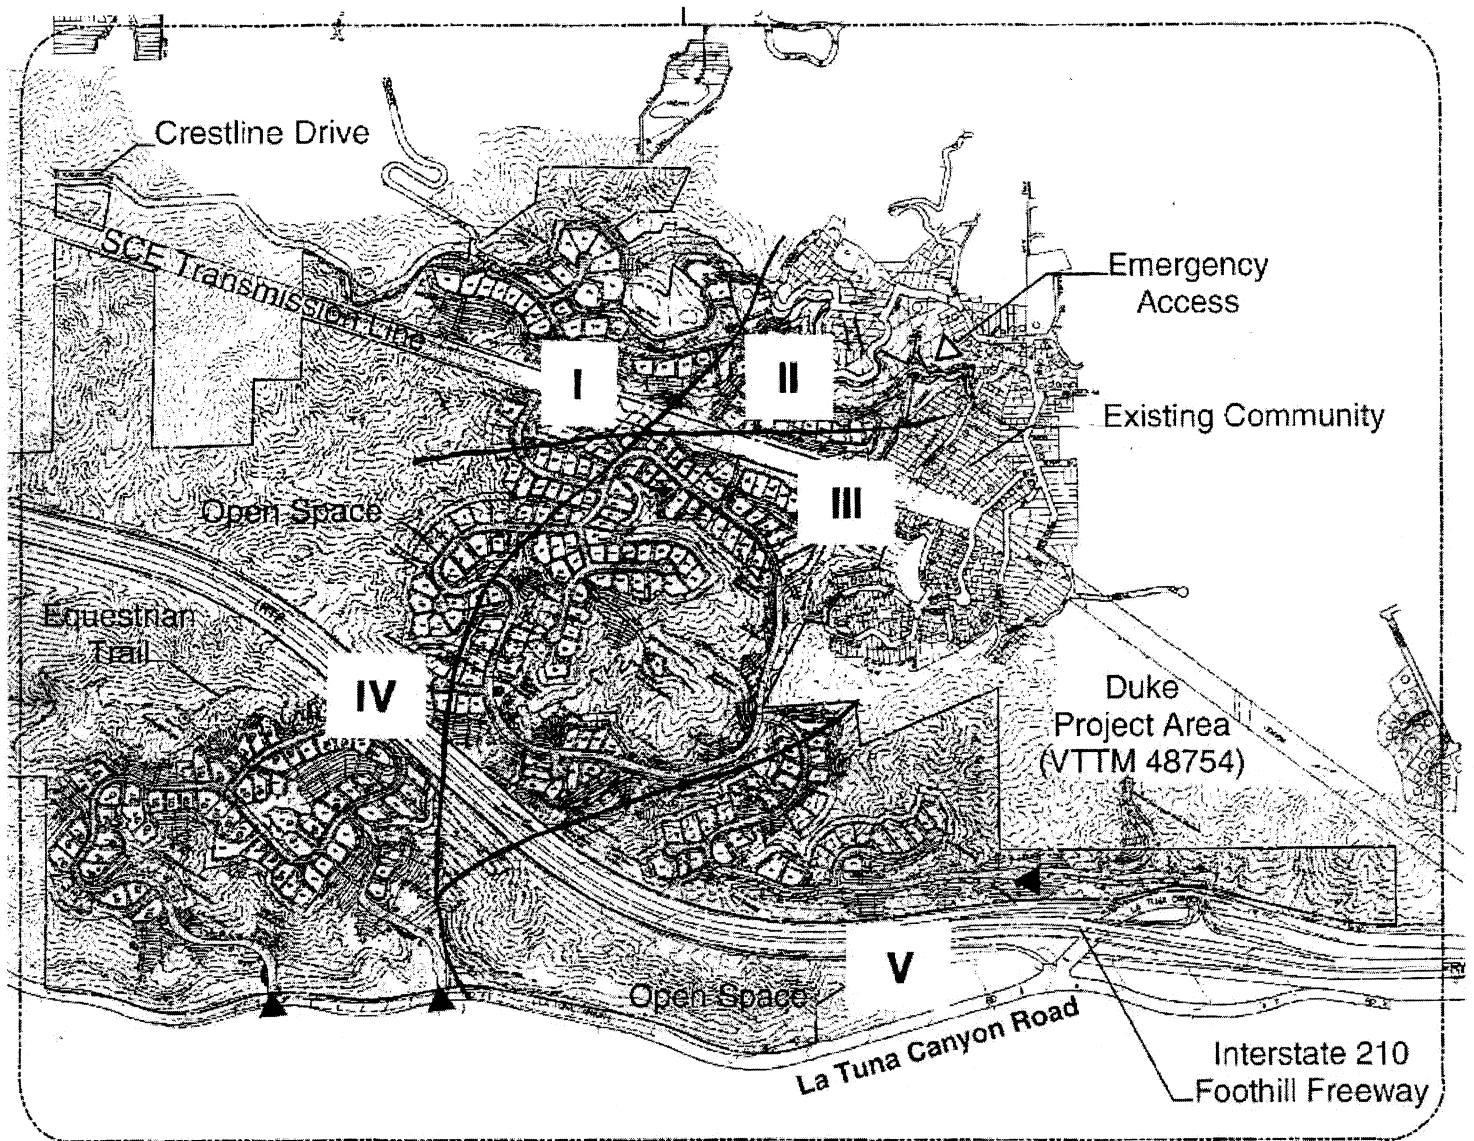 Crestline Drive
SCE Transmission Line
Emergency
Access
I
II
Existing Community
III
Open Space
Equestrian
Trail
IV
Duke
Project Area
(VTTM 48754)
V
Open Space
La Tuna Canyon Road
Interstate 210
Foothill Freeway